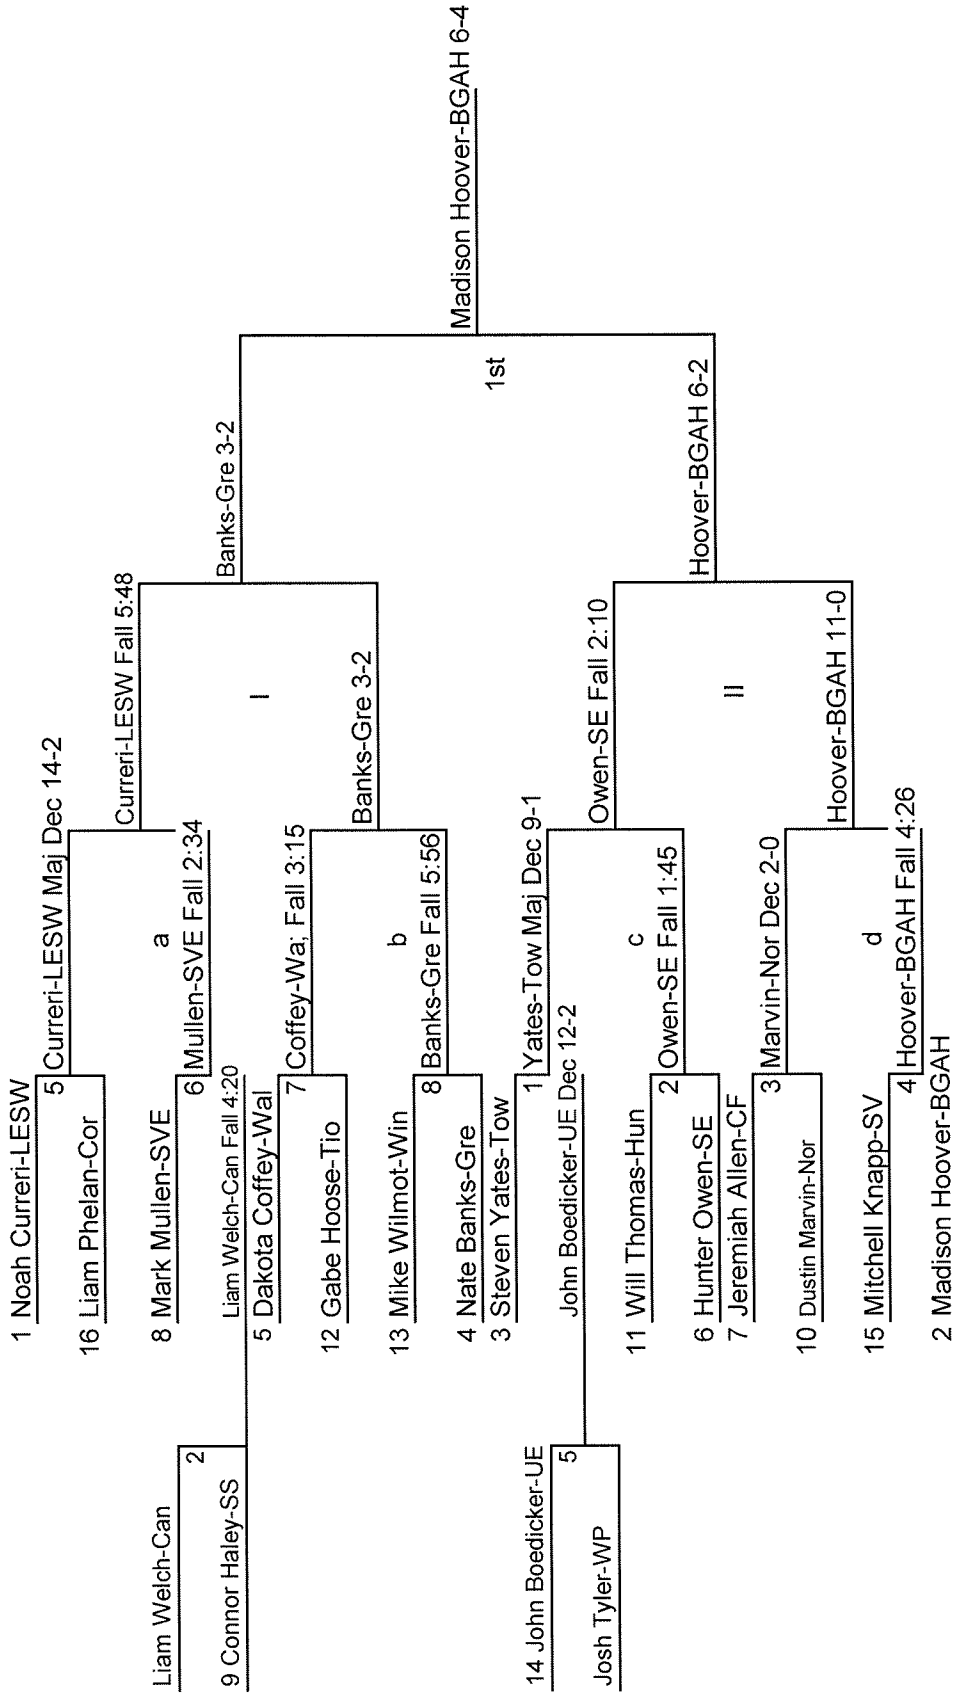 Liam Welch-Can
2
9 Connor Haley-SS
14 John Boedicker-UE
5
Josh Tyler-WP
1 Noah Curreri-LESW
5
16 Liam Phelan-Cor
8 Mark Mullen-SVE
6
Liam Welch-Can Fall 4:20
5 Dakota Coffey-Wal
7
12 Gabe Hoose-Tio
13 Mike Wilmot-Win
8
4 Nate Banks-Gre
3 Steven Yates-Tow
1
John Boedicker-UE Dec 12-2
11 Will Thomas-Hun
2
6 Hunter Owen-SE
7 Jeremiah Allen-CF
3
10 Dustin Marvin-Nor
15 Mitchell Knapp-SV
4
2 Madison Hoover-BGAH
Curreri-LESW Maj Dec 14-2
a
Mullen-SVE Fall 2:34
Coffey-Wa; Fall 3:15
b
Banks-Gre Fall 5:56
Yates-Tow Maj Dec 9-1
c
Owen-SE Fall 1:45
Marvin-Nor Dec 2-0
d
Hoover-BGAH Fall 4:26
Curreri-LESW Fall 5:48
I
Banks-Gre 3-2
Owen-SE Fall 2:10
II
Hoover-BGAH 11-0
Banks-Gre 3-2
1st
Hoover-BGAH 6-2
Madison Hoover-BGAH 6-4